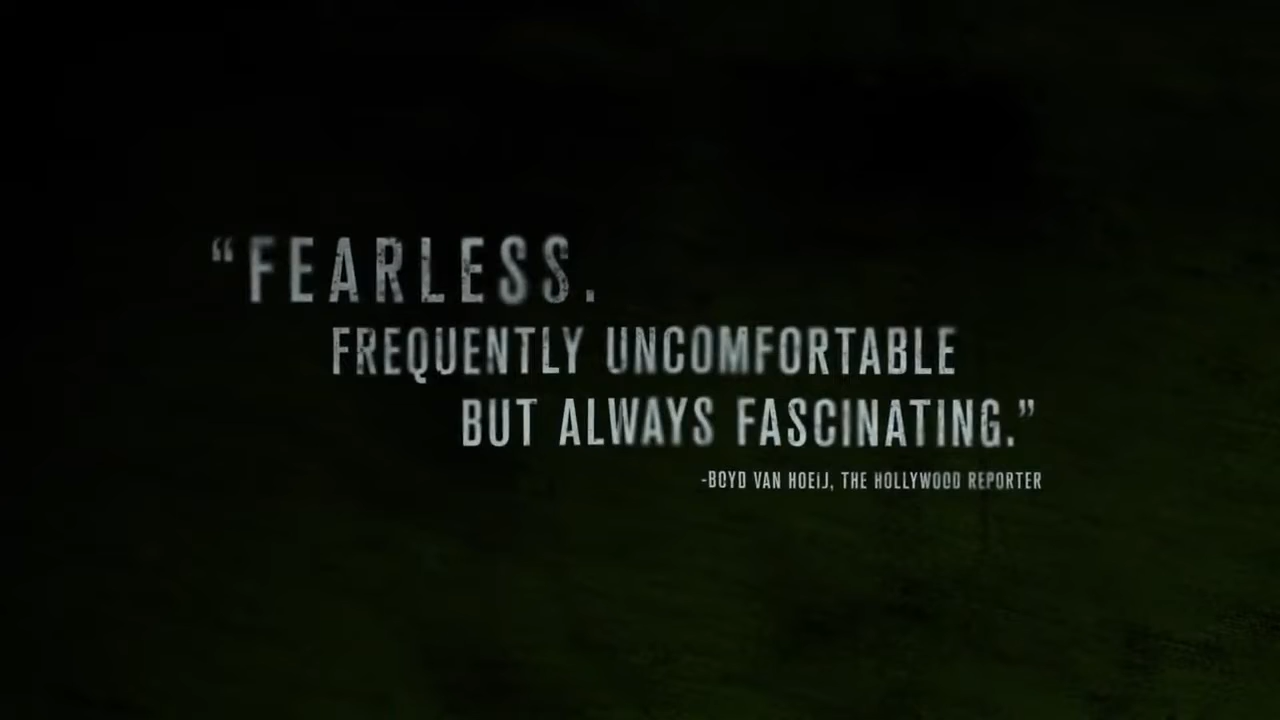 “FEARLESS.
FREQUENTLY UNCOMFORTABLE
BUT ALWAYS FASCINATING.”
-BOYD VAN HOEIJ, THE HOLLYWOOD REPORTER